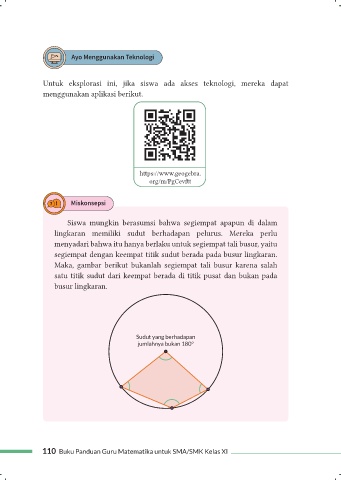 Ayo Menggunakan Teknologi
Untuk eksplorasi ini, jika siswa ada akses teknologi, mereka dapat
menggunakan aplikasi berikut.
https://www.geogebra.
Miskonsepsi
Siswa mungkin berasumsi bahwa segiempat apapun di dalam
lingkaran memiliki sudut berhadapan pelurus. Mereka perlu
menyadari bahwa itu hanya berlaku untuk segiempat tali busur, yaitu
segiempat dengan keempat titik sudut berada pada busur lingkaran.
Maka, gambar berikut bukanlah segiempat tali busur karena salah
satu titik sudut dari keempat berada di titik pusat dan bukan pada
busur lingkaran.
Sudut yang berhadapan
jumlahnya bukan 180°
110 Buku Panduan Guru Matematika untuk SMA/SMK Kelas XI